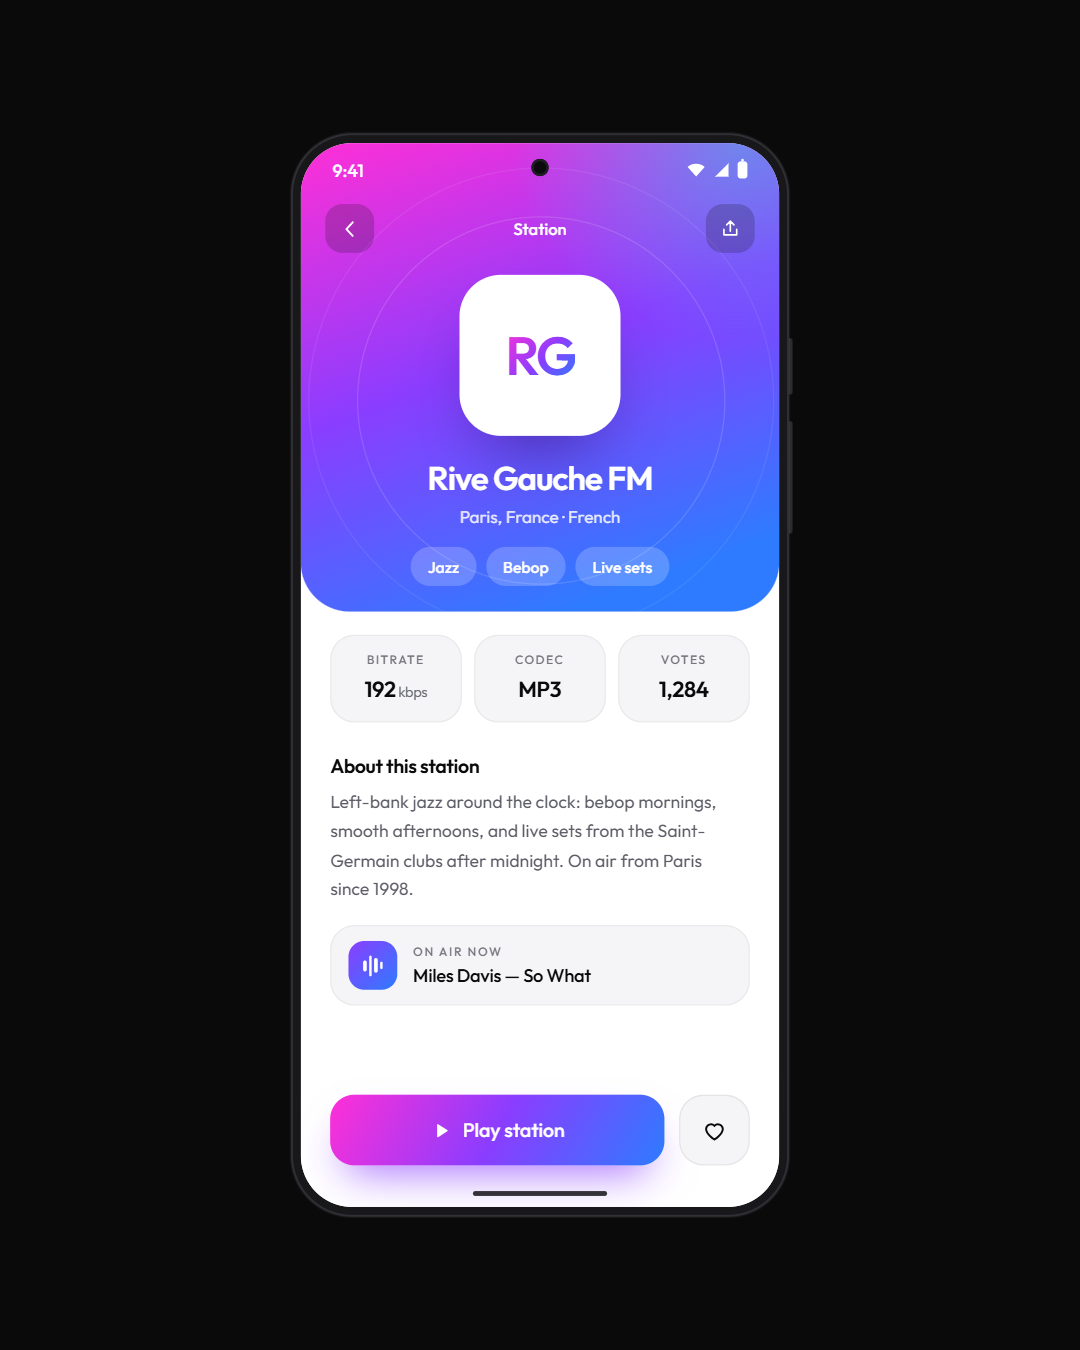 9:41
Station
RG
Rive Gauche FM
Paris, France · French
Jazz Bebop Live sets
BITRATE CODEC VOTES
192 kbps MP3 1,284
About this station
Left-bank jazz around the clock: bebop mornings,
smooth afternoons, and live sets from the Saint-
Germain clubs after midnight. On air from Paris
since 1998.
ON AIR NOW
Miles Davis — So What
Play station